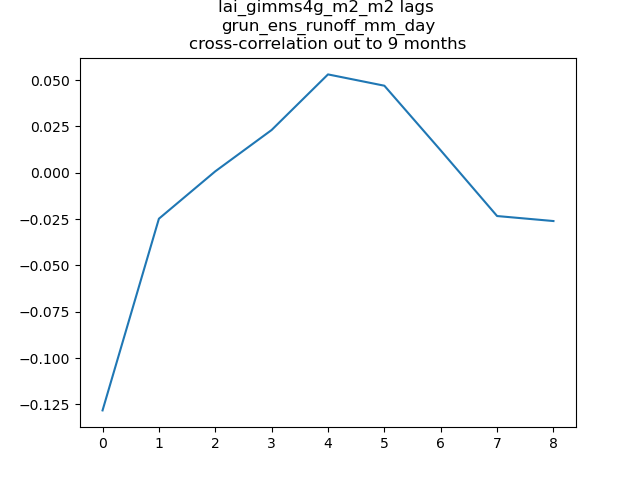 lai_gimms4g_m2_m2 lags
grun_ens_runoff_mm_day
cross-correlation out to 9 months
0.050
0.025
0.000
−0.025
−0.050
−0.075
−0.100
−0.125
0 1 2 3 4 5 6 7 8